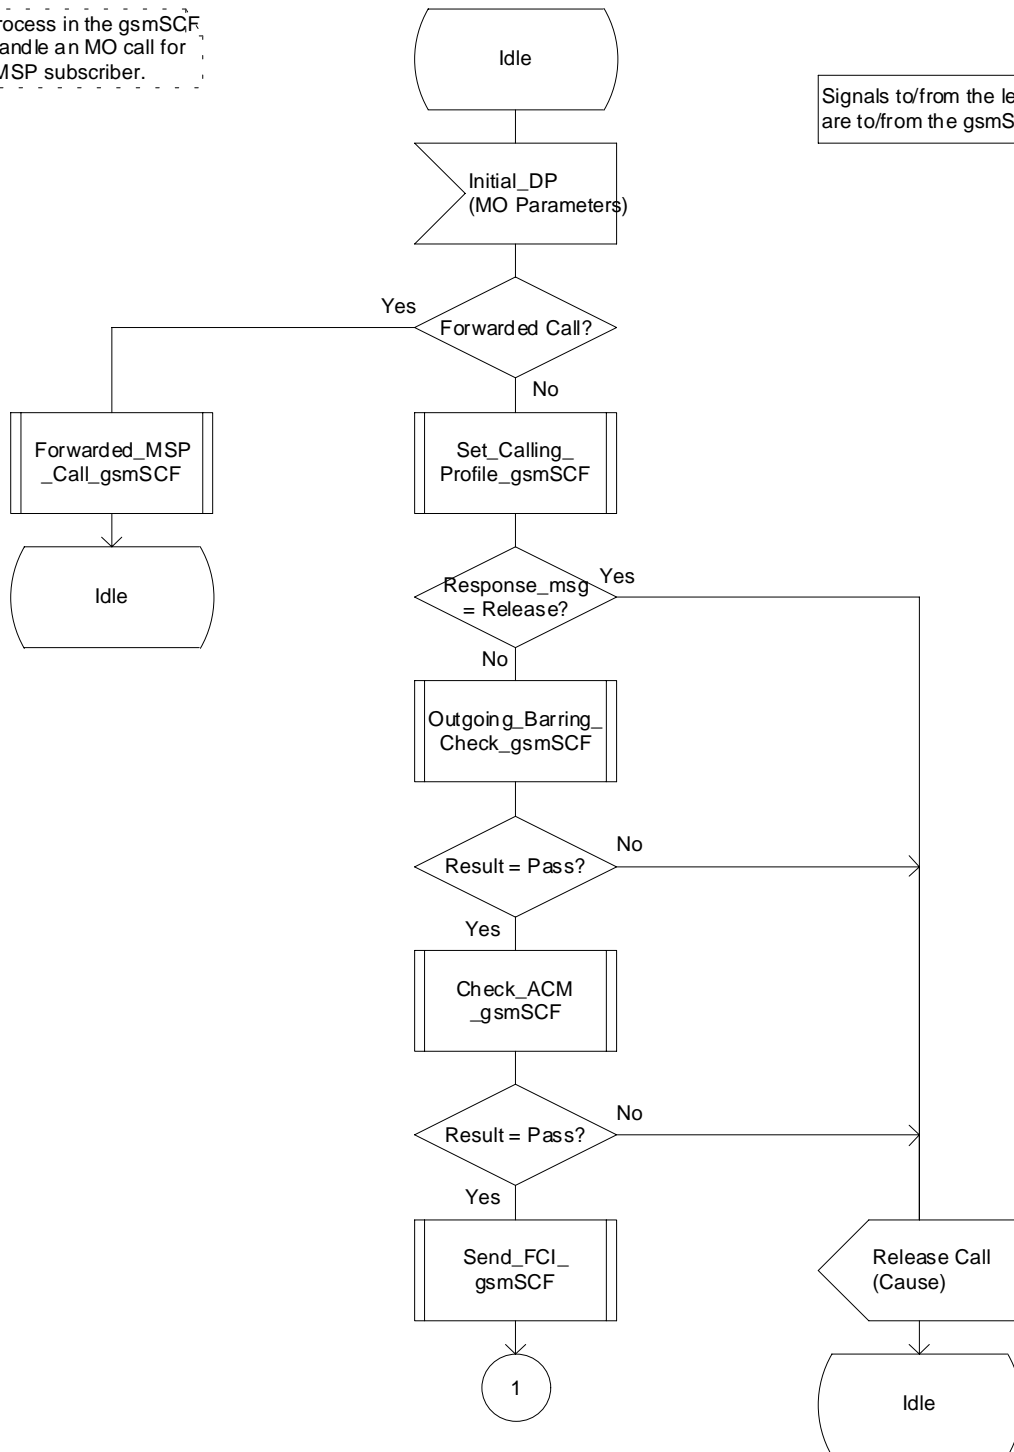 rocess in the gsmSCF
andle an MO call for
MSP subscriber.
Idle
Signals to/from the le
are to/from the gsmS
Initial_DP
(MO Parameters)
Yes
Forwarded Call?
No
Forwarded_MSP
_Call_gsmSCF
Set_Calling_
Profile_gsmSCF
Idle
Response_msg
= Release?
Yes
No
Outgoing_Barring_
Check_gsmSCF
Result = Pass?
No
Yes
Check_ACM
_gsmSCF
Result = Pass?
No
Yes
Send_FCI_
gsmSCF
Release Call
(Cause)
1
Idle